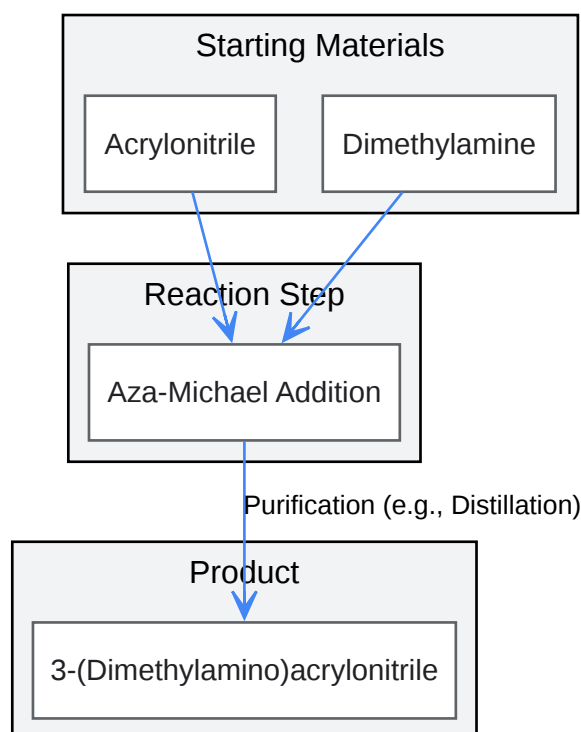 Starting Materials
Acrylonitrile
Dimethylamine
Reaction Step
Aza-Michael Addition
Purification (e.g., Distillation)
Product
3-(Dimethylamino)acrylonitrile